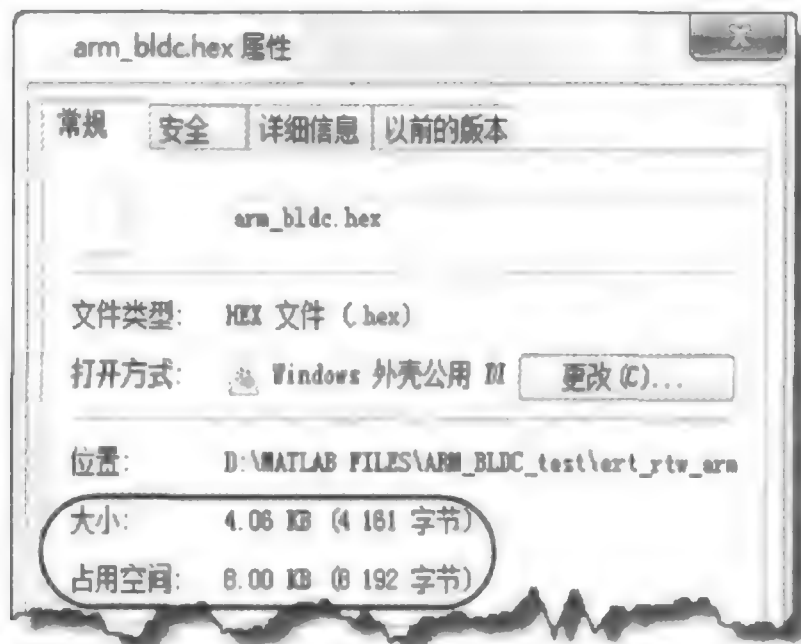 arm_bldc.hex 属性
常规 安全 详细信息 以前的版本
arm_bldc.hex
文件类型: HEX 文件 (.hex)
打开方式: Windows 外壳公用 Dl 更改(C)...
位置: D:\MATLAB FILES\ARM_BLDC_test\ert_rtw_arm
大小: 4.06 KB (4 161 字节)
占用空间: 8.00 KB (8 192 字节)